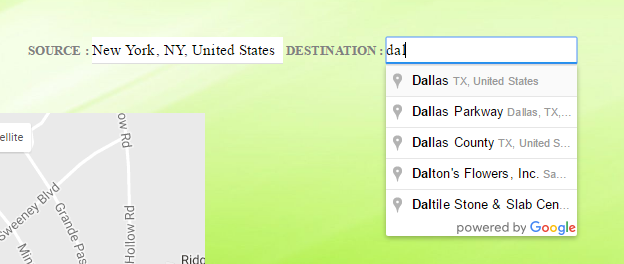 SOURCE : New York, NY, United States DESTINATION : dal
Dallas TX, United States
Dallas Parkway Dallas, TX,...
Dallas County TX, United S...
Dalton's Flowers, Inc. Sa...
Daltile Stone & Slab Cen...
powered by Google
ellite
ow Rd
Sweeney Blvd
Grande Pas
Hollow Rd
Min
Rido